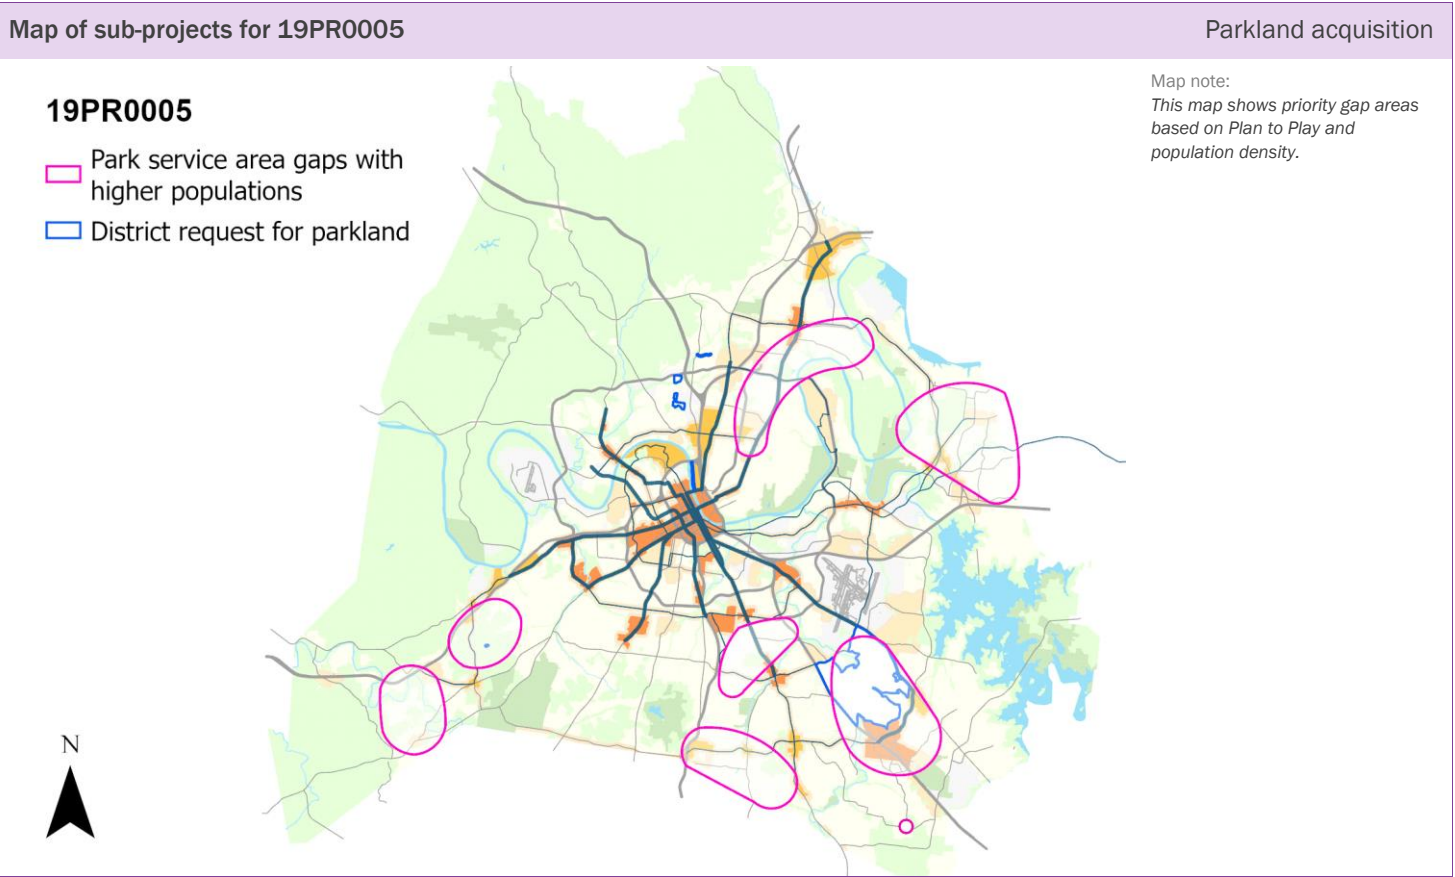 Map of sub-projects for 19PR0005
Parkland acquisition
Map note:
This map shows priority gap areas
based on Plan to Play and
population density.
19PR0005
Park service area gaps with
higher populations
District request for parkland
N